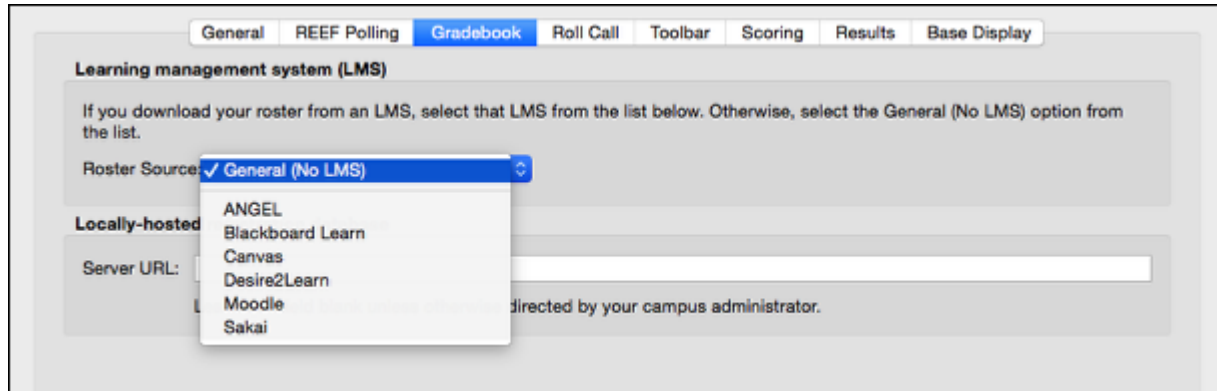 General REEF Polling Gradebook Roll Call Toolbar Scoring Results Base Display
Learning management system (LMS)
If you download your roster from an LMS, select that LMS from the list below. Otherwise, select the General (No LMS) option from
the list.
Roster Source: ✓ General (No LMS)
ANGEL
Locally-hosted
Blackboard Learn
Canvas
Server URL:
Desire2Learn
Moodle
directed by your campus administrator.
Sakai